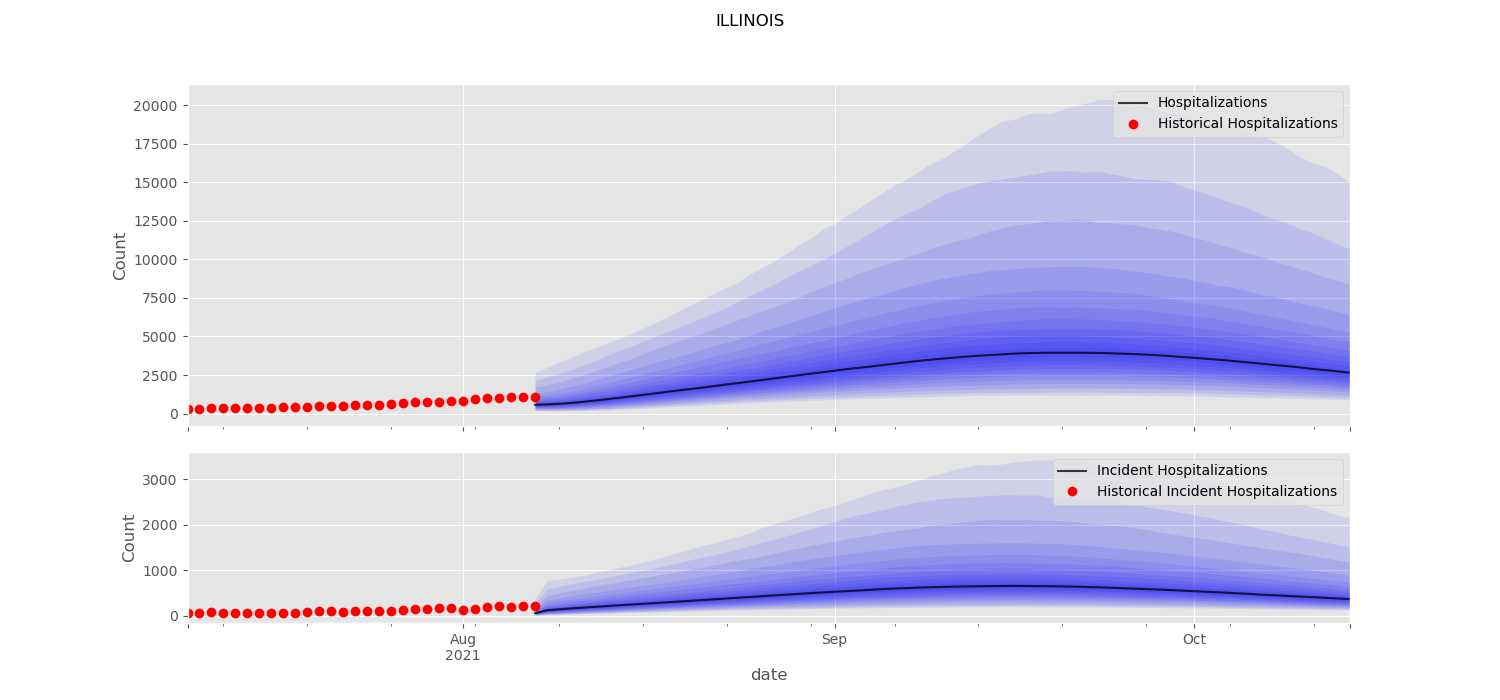 ILLINOIS
20000
17500
15000
12500
10000
7500
5000
2500
0
Count
Hospitalizations
Historical Hospitalizations
3000
2000
1000
0
Count
Incident Hospitalizations
Historical Incident Hospitalizations
Aug
2021
Sep
Oct
date